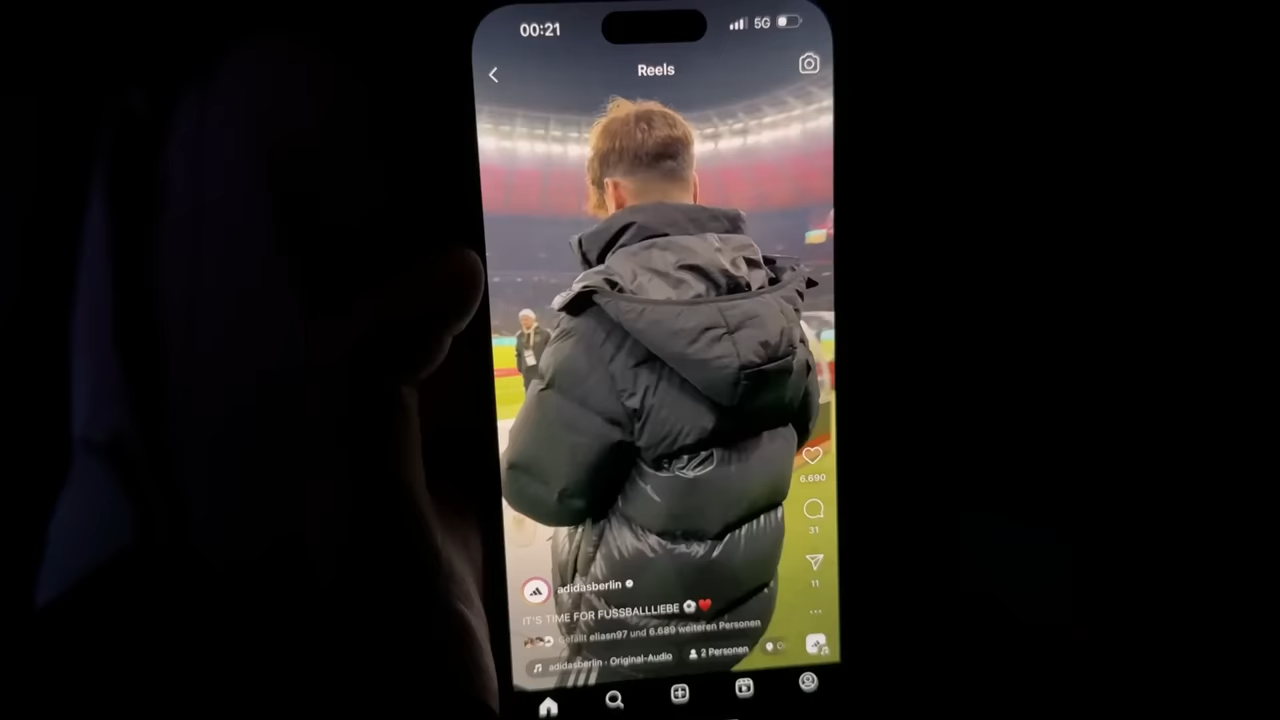 00:21
5G
Reels
6.690
31
11
adidasberlin
IT'S TIME FOR FUSSBALLLIEBE ⚽❤️
Gefällt eliasn97 und 6.689 weiteren Personen
adidasberlin · Original-Audio
2 Personen